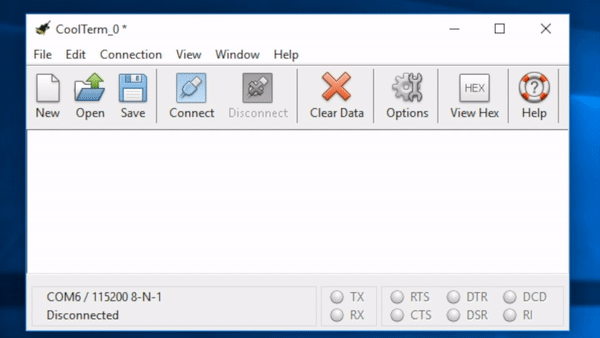 CoolTerm_0 *
File Edit Connection View Window Help
New Open Save Connect Disconnect Clear Data Options HEX View Hex ? Help
COM6 / 115200 8-N-1
Disconnected
TX RTS DTR DCD
RX CTS DSR RI